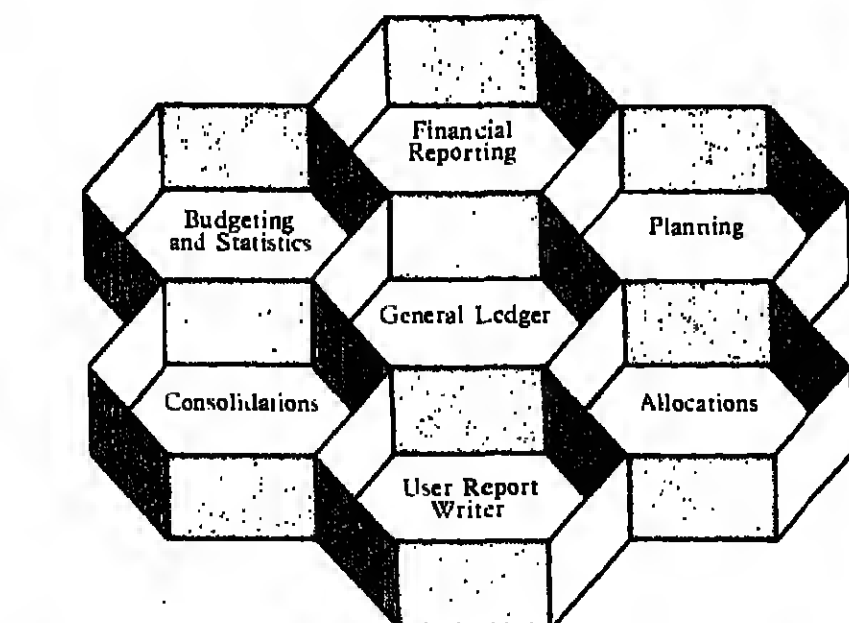 Financial
Reporting
Budgeting
and Statistics
Planning
General Ledger
Consolidations
Allocations
User Report
Writer